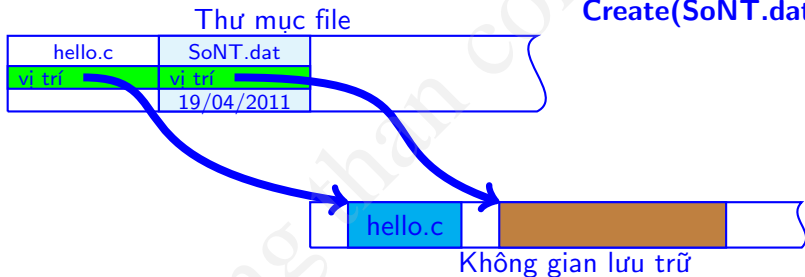 Create(SoNT.dat
Thư mục file
hello.c SoNT.dat
vị trí vị trí
19/04/2011
hello.c
Không gian lưu trữ